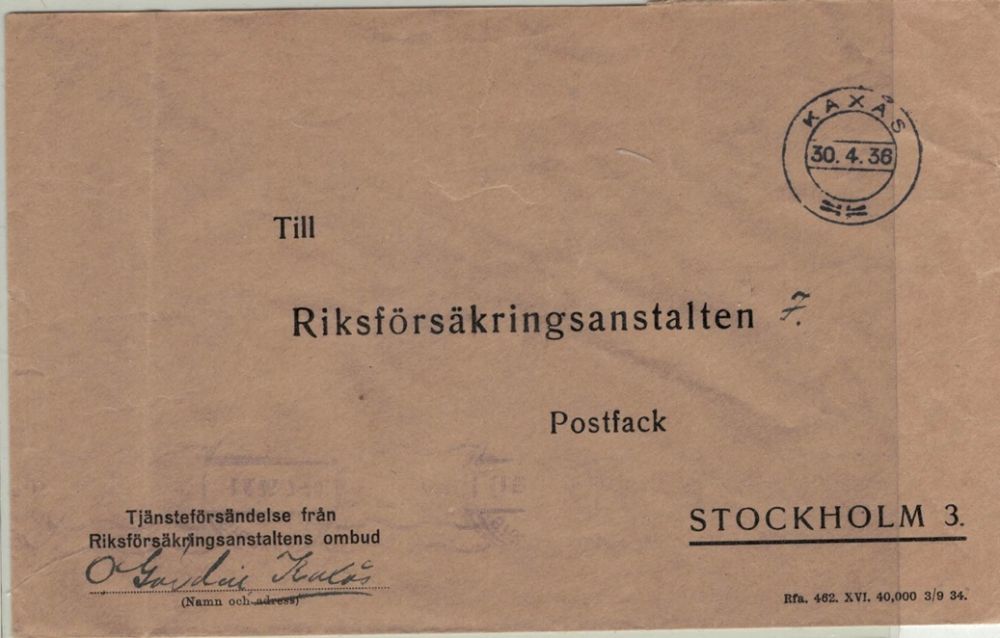 KAXÅS
30. 4. 36
Till
Riksförsäkringsanstalten 7.
Postfack
STOCKHOLM 3.
Tjänsteförsändelse från
Riksförsäkringsanstaltens ombud
(Namn och adress)
Rfa. 462. XVI. 40,000 3/9 34.